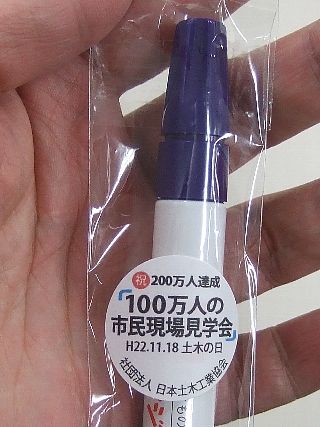 祝 200万人達成
「100万人の
市民現場見学会」
H22.11.18 土木の日
社団法人 日本土木工業協会